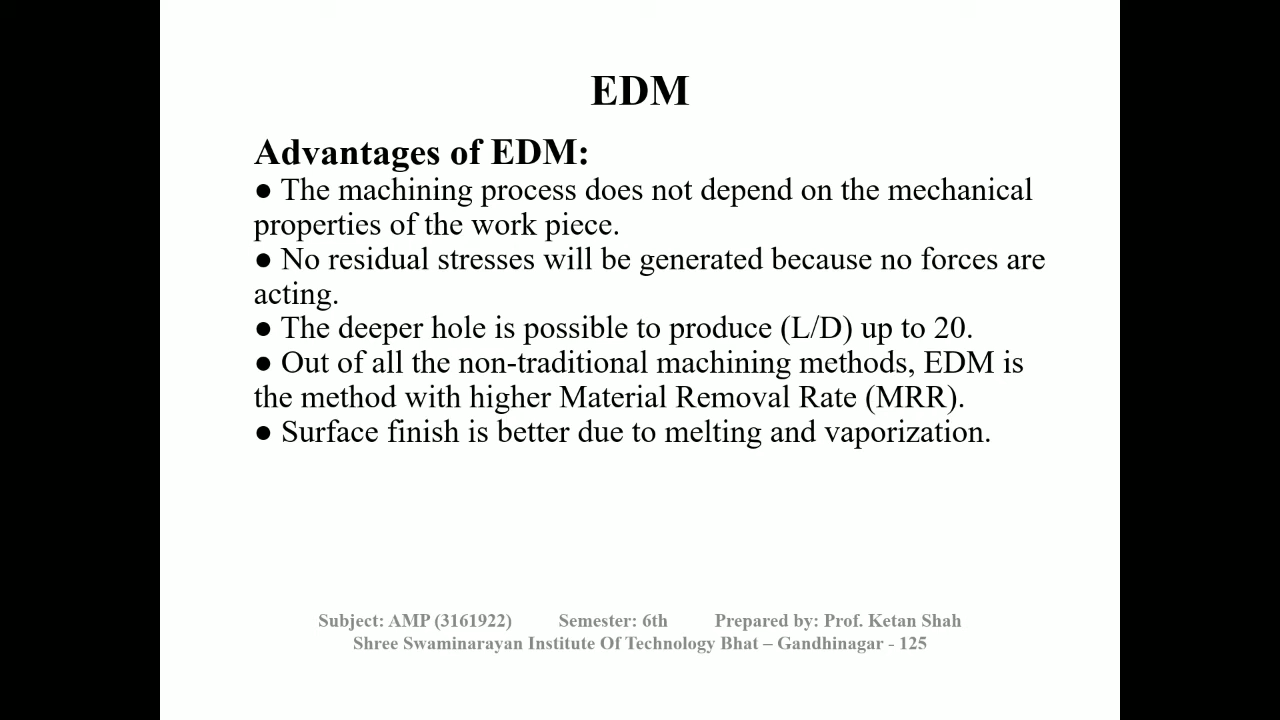 EDM
Advantages of EDM:
● The machining process does not depend on the mechanical
properties of the work piece.
● No residual stresses will be generated because no forces are
acting.
● The deeper hole is possible to produce (L/D) up to 20.
● Out of all the non-traditional machining methods, EDM is
the method with higher Material Removal Rate (MRR).
● Surface finish is better due to melting and vaporization.
Subject: AMP (3161922) Semester: 6th Prepared by: Prof. Ketan Shah
Shree Swaminarayan Institute Of Technology Bhat – Gandhinagar - 125